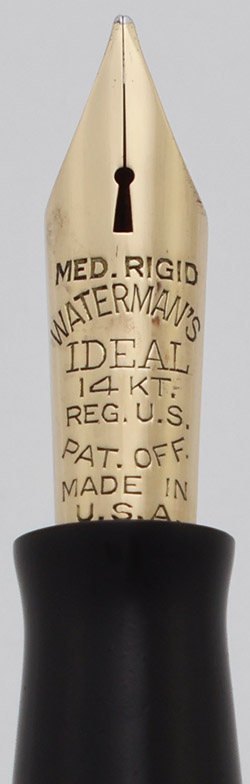 MED. RIGID
WATERMAN'S
IDEAL
14 KT.
REG. U.S.
PAT. OFF.
MADE IN
U.S.A.